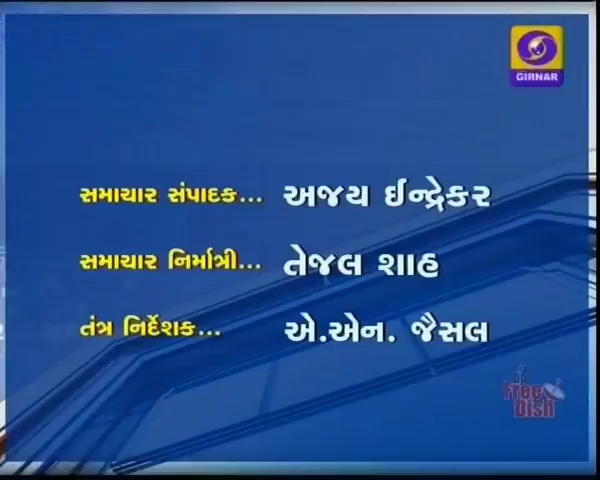 GIRNAR
સમાચાર સંપાદક... અજય ઈન્દ્રેકર
સમાચાર નિર્માત્રી... તેજલ શાહ
તંત્ર નિર્દેશક... એ.એન. જૈસલ
Free
Dish